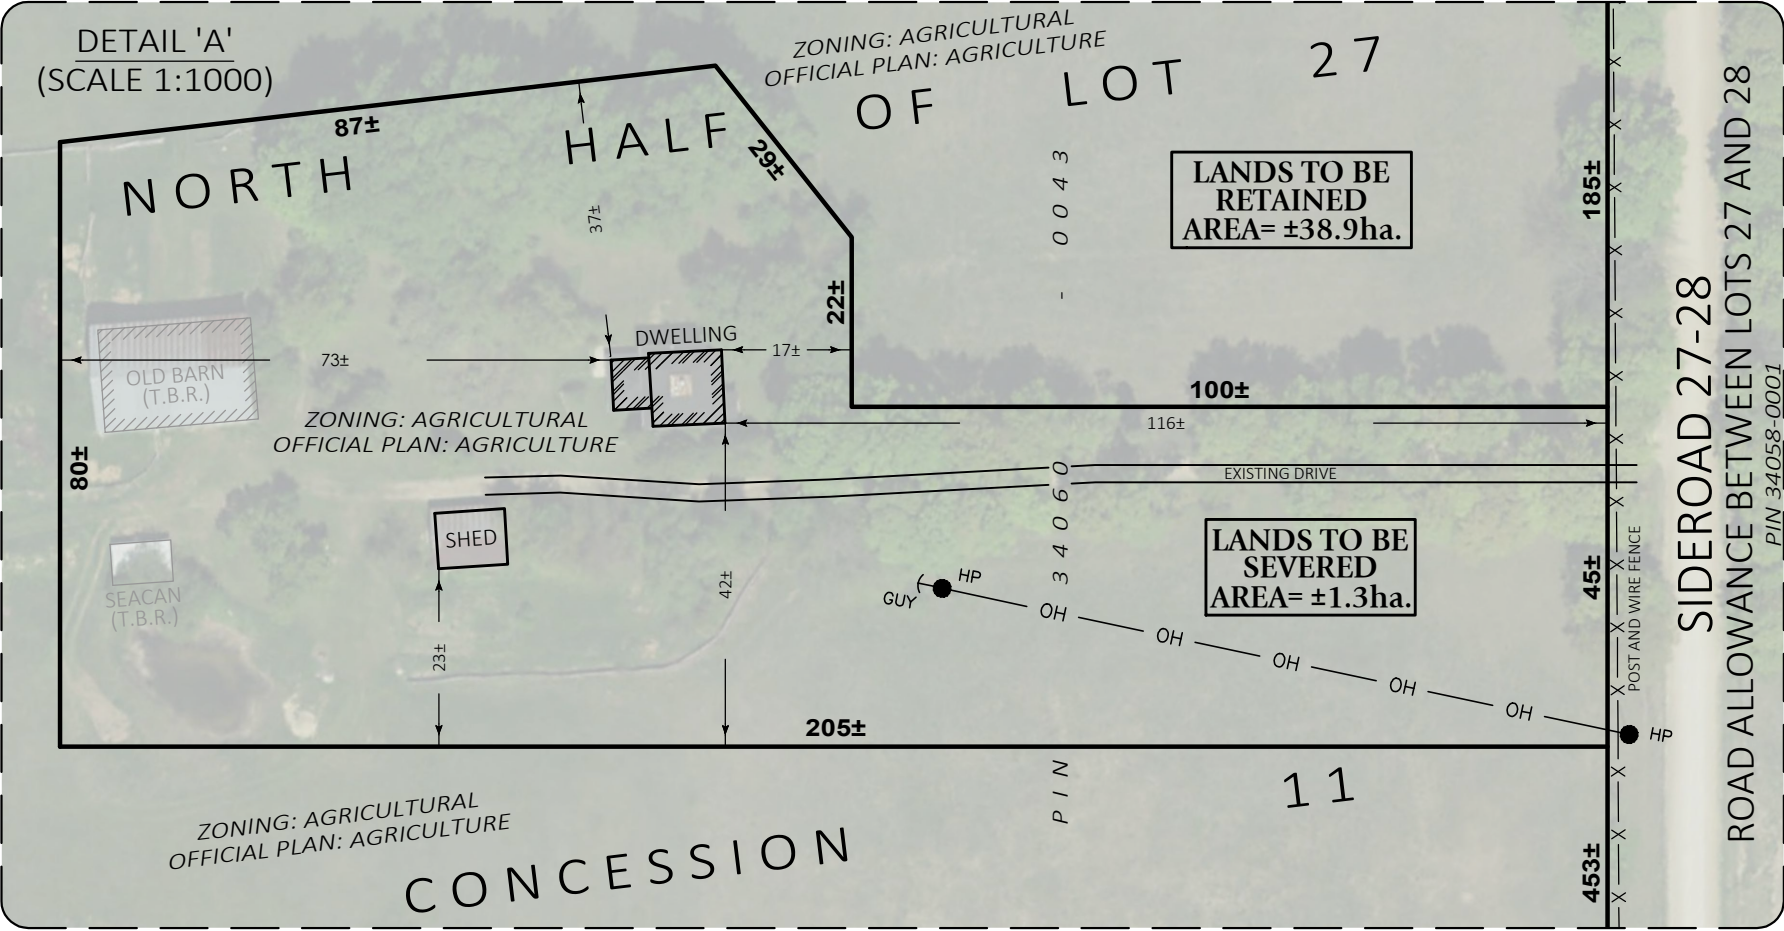 DETAIL 'A'
(SCALE 1:1000)
ZONING: AGRICULTURAL
OFFICIAL PLAN: AGRICULTURE
NORTH HALF OF LOT 27
87±
29±
37±
22±
185±
LANDS TO BE
RETAINED
AREA= ±38.9ha.
PIN 34060 - 0043
DWELLING
17±
73±
OLD BARN
(T.B.R.)
ZONING: AGRICULTURAL
OFFICIAL PLAN: AGRICULTURE
100±
116±
80±
EXISTING DRIVE
SHED
SEACAN
(T.B.R.)
23±
42±
LANDS TO BE
SEVERED
AREA= ±1.3ha.
HP
GUY
OH
OH
OH
OH
OH
HP
45±
POST AND WIRE FENCE
205±
SIDEROAD 27-28
ROAD ALLOWANCE BETWEEN LOTS 27 AND 28
PIN 34058-0001
ZONING: AGRICULTURAL
OFFICIAL PLAN: AGRICULTURE
CONCESSION 11
453±